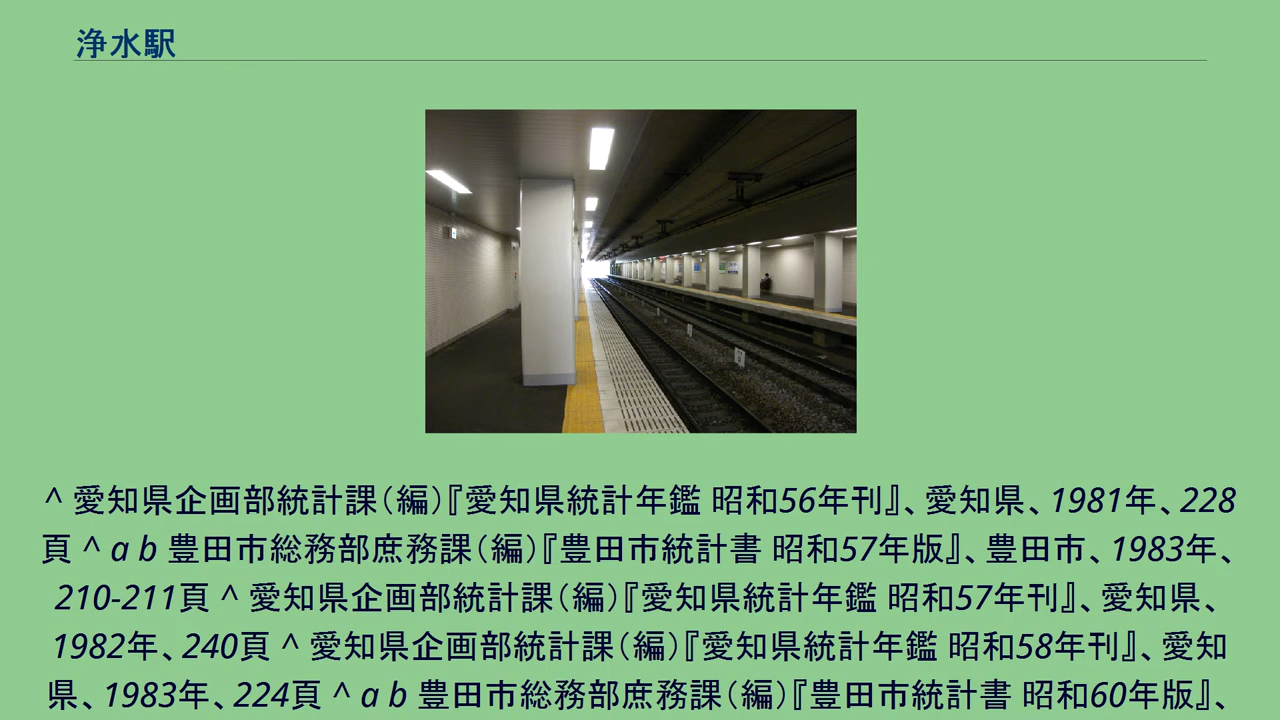 浄水駅
^ 愛知県企画部統計課（編）『愛知県統計年鑑 昭和56年刊』、愛知県、1981年、228
頁 ^ a b 豊田市総務部庶務課（編）『豊田市統計書 昭和57年版』、豊田市、1983年、
210-211頁 ^ 愛知県企画部統計課（編）『愛知県統計年鑑 昭和57年刊』、愛知県、
1982年、240頁 ^ 愛知県企画部統計課（編）『愛知県統計年鑑 昭和58年刊』、愛知
県、1983年、224頁 ^ a b 豊田市総務部庶務課（編）『豊田市統計書 昭和60年版』、